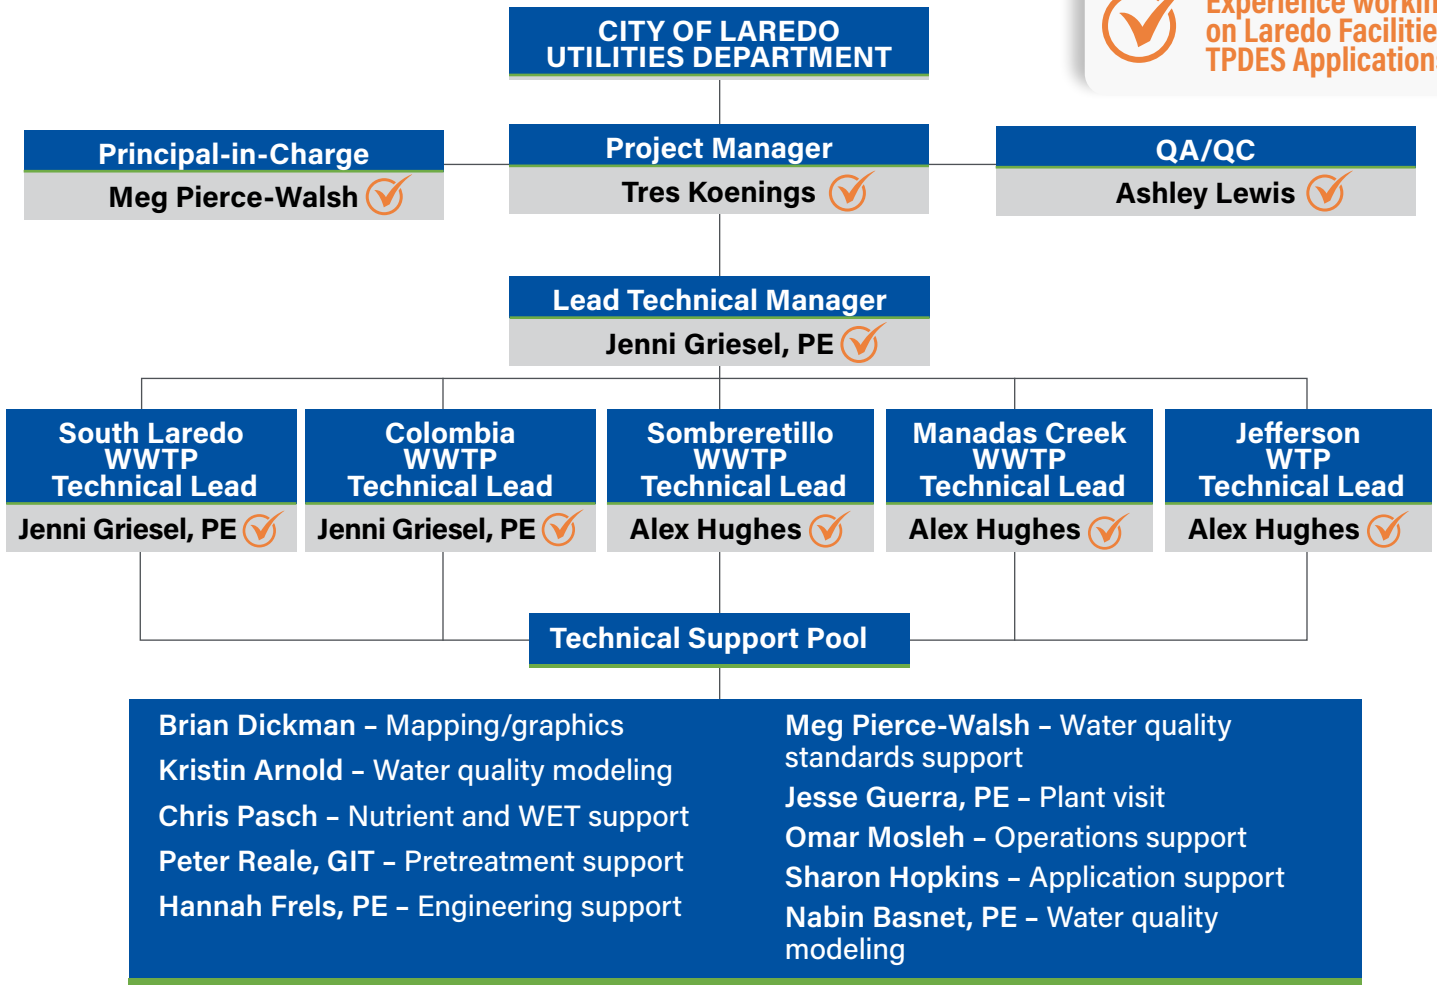 Experience
on Laredo
TPDES
CITY OF LAREDO
UTILITIES DEPARTMENT
Principal-in-Charge
Meg Pierce-Walsh
Project Manager
Tres Koenings
QA/QC
Ashley Lewis
Lead Technical Manager
Jenni Griesel, PE
South Laredo
WWTP
Technical Lead
Jenni Griesel, PE
Colombia
WWTP
Technical Lead
Jenni Griesel, PE
Sombreretillo
WWTP
Technical Lead
Alex Hughes
Manadas Creek
WWTP
Technical Lead
Alex Hughes
Jefferson
WTP
Technical Lead
Alex Hughes
Technical Support Pool
Brian Dickman – Mapping/graphics
Kristin Arnold – Water quality modeling
Chris Pasch – Nutrient and WET support
Peter Reale, GIT – Pretreatment support
Hannah Frels, PE – Engineering support
Meg Pierce-Walsh – Water quality
standards support
Jesse Guerra, PE – Plant visit
Omar Mosleh – Operations support
Sharon Hopkins – Application support
Nabin Basnet, PE – Water quality
modeling